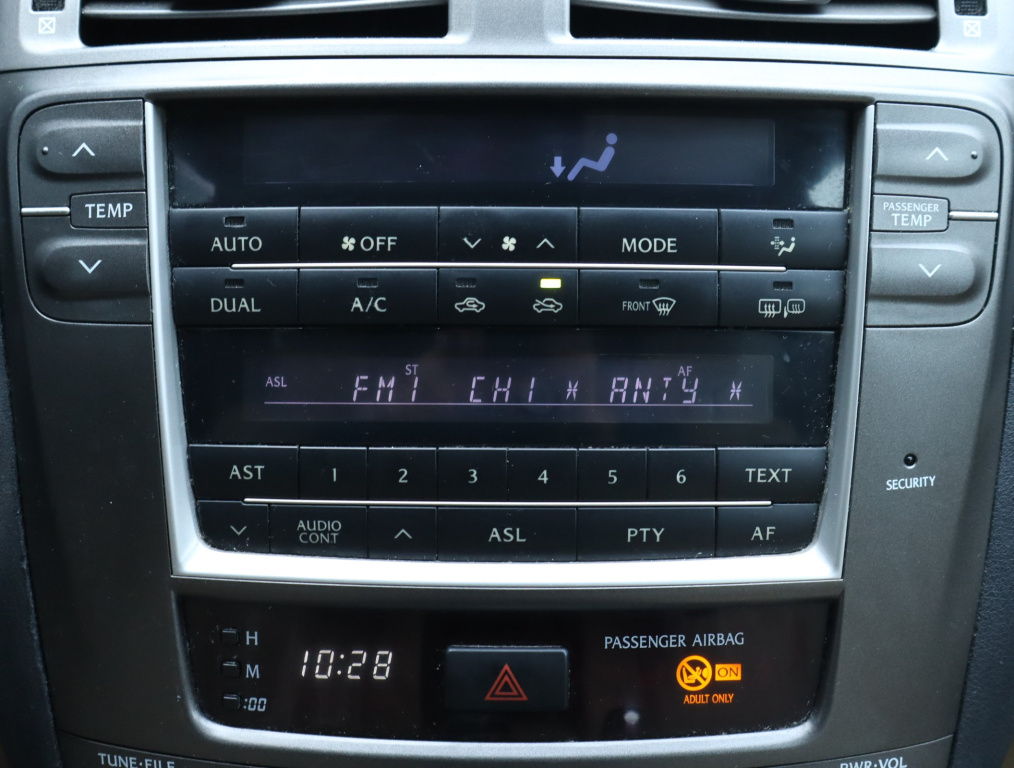 TEMP
PASSENGER
TEMP
AUTO OFF MODE
DUAL A/C FRONT
ST AF
ASL FM1 CH1 * ANTY *
AST 1 2 3 4 5 6 TEXT
SECURITY
AUDIO
CONT ASL PTY AF
H PASSENGER AIRBAG
10:28
M ON
:00 ADULT ONLY
TUNE·FILE PWR·VOL